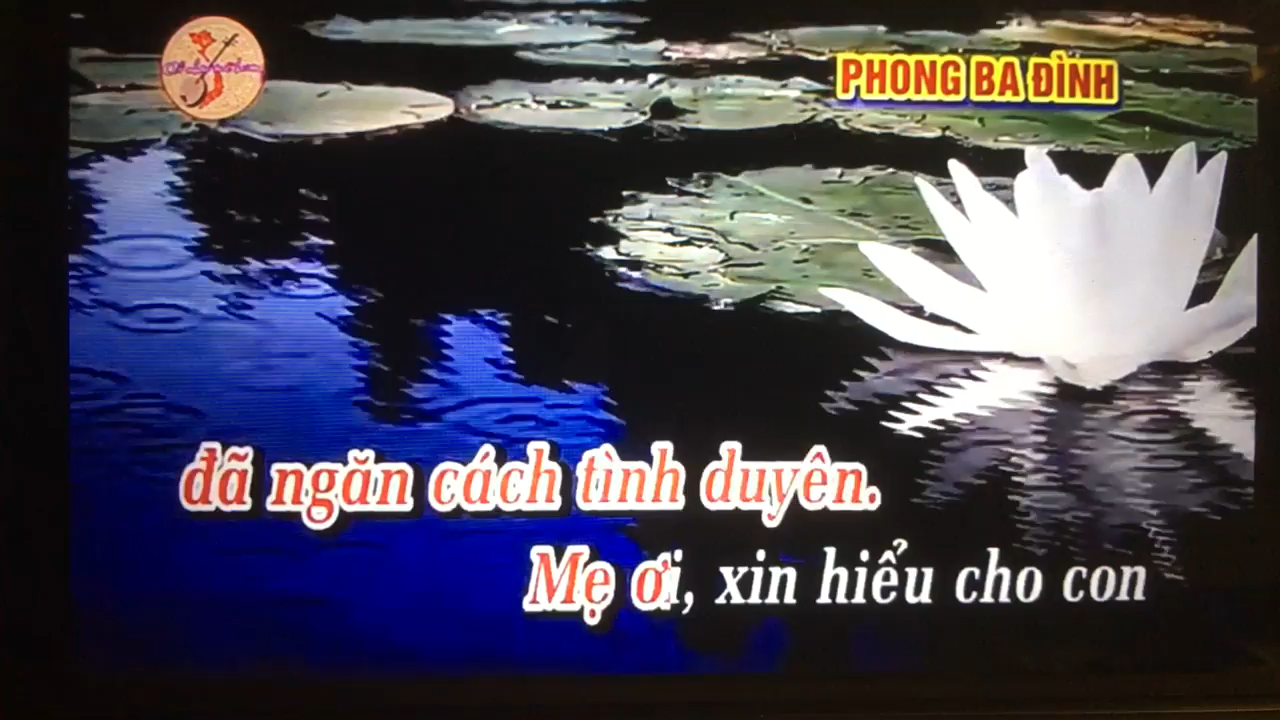 PHONG BA ĐÌNH
đã ngăn cách tình duyên.
Mẹ ơi, xin hiểu cho con